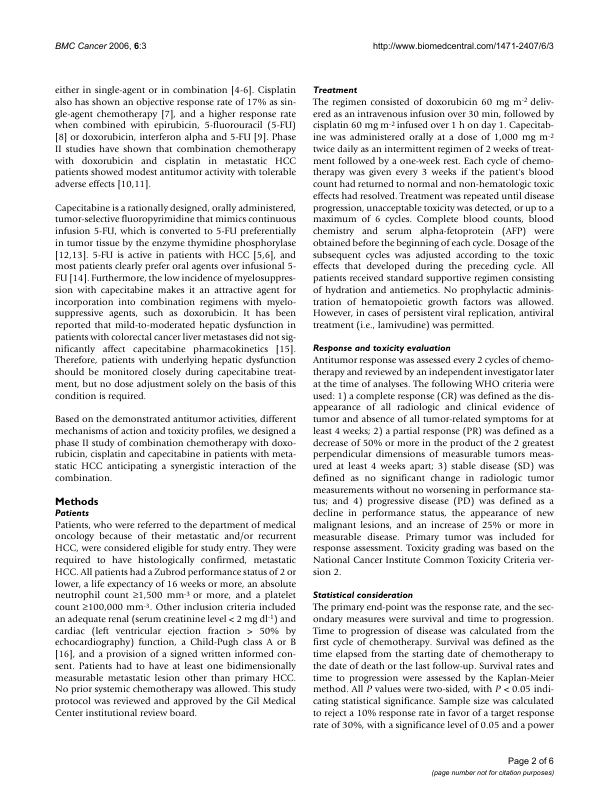 BMC Cancer 2006, 6:3
http://www.biomedcentral.com/1471-2407/6/3
either in single-agent or in combination [4-6]. Cisplatin
also has shown an objective response rate of 17% as sin-
gle-agent chemotherapy [7], and a higher response rate
when combined with epirubicin, 5-fluorouracil (5-FU)
[8] or doxorubicin, interferon alpha and 5-FU [9]. Phase
II studies have shown that combination chemotherapy
with doxorubicin and cisplatin in metastatic HCC
patients showed modest antitumor activity with tolerable
adverse effects [10,11].
Capecitabine is a rationally designed, orally administered,
tumor-selective fluoropyrimidine that mimics continuous
infusion 5-FU, which is converted to 5-FU preferentially
in tumor tissue by the enzyme thymidine phosphorylase
[12,13]. 5-FU is active in patients with HCC [5,6], and
most patients clearly prefer oral agents over infusional 5-
FU [14]. Furthermore, the low incidence of myelosuppres-
sion with capecitabine makes it an attractive agent for
incorporation into combination regimens with myelo-
suppressive agents, such as doxorubicin. It has been
reported that mild-to-moderated hepatic dysfunction in
patients with colorectal cancer liver metastases did not sig-
nificantly affect capecitabine pharmacokinetics [15].
Therefore, patients with underlying hepatic dysfunction
should be monitored closely during capecitabine treat-
ment, but no dose adjustment solely on the basis of this
condition is required.
Based on the demonstrated antitumor activities, different
mechanisms of action and toxicity profiles, we designed a
phase II study of combination chemotherapy with doxo-
rubicin, cisplatin and capecitabine in patients with meta-
static HCC anticipating a synergistic interaction of the
combination.
Methods
Patients
Patients, who were referred to the department of medical
oncology because of their metastatic and/or recurrent
HCC, were considered eligible for study entry. They were
required to have histologically confirmed, metastatic
HCC. All patients had a Zubrod performance status of 2 or
lower, a life expectancy of 16 weeks or more, an absolute
neutrophil count ≥1,500 mm-3 or more, and a platelet
count ≥100,000 mm-3. Other inclusion criteria included
an adequate renal (serum creatinine level < 2 mg dl-1) and
cardiac (left ventricular ejection fraction > 50% by
echocardiography) function, a Child-Pugh class A or B
[16], and a provision of a signed written informed con-
sent. Patients had to have at least one bidimensionally
measurable metastatic lesion other than primary HCC.
No prior systemic chemotherapy was allowed. This study
protocol was reviewed and approved by the Gil Medical
Center institutional review board.
Treatment
The regimen consisted of doxorubicin 60 mg m-2 deliv-
ered as an intravenous infusion over 30 min, followed by
cisplatin 60 mg m-2 infused over 1 h on day 1. Capecitab-
ine was administered orally at a dose of 1,000 mg m-2
twice daily as an intermittent regimen of 2 weeks of treat-
ment followed by a one-week rest. Each cycle of chemo-
therapy was given every 3 weeks if the patient's blood
count had returned to normal and non-hematologic toxic
effects had resolved. Treatment was repeated until disease
progression, unacceptable toxicity was detected, or up to a
maximum of 6 cycles. Complete blood counts, blood
chemistry and serum alpha-fetoprotein (AFP) were
obtained before the beginning of each cycle. Dosage of the
subsequent cycles was adjusted according to the toxic
effects that developed during the preceding cycle. All
patients received standard supportive regimen consisting
of hydration and antiemetics. No prophylactic adminis-
tration of hematopoietic growth factors was allowed.
However, in cases of persistent viral replication, antiviral
treatment (i.e., lamivudine) was permitted.
Response and toxicity evaluation
Antitumor response was assessed every 2 cycles of chemo-
therapy and reviewed by an independent investigator later
at the time of analyses. The following WHO criteria were
used: 1) a complete response (CR) was defined as the dis-
appearance of all radiologic and clinical evidence of
tumor and absence of all tumor-related symptoms for at
least 4 weeks; 2) a partial response (PR) was defined as a
decrease of 50% or more in the product of the 2 greatest
perpendicular dimensions of measurable tumors meas-
ured at least 4 weeks apart; 3) stable disease (SD) was
defined as no significant change in radiologic tumor
measurements without no worsening in performance sta-
tus; and 4) progressive disease (PD) was defined as a
decline in performance status, the appearance of new
malignant lesions, and an increase of 25% or more in
measurable disease. Primary tumor was included for
response assessment. Toxicity grading was based on the
National Cancer Institute Common Toxicity Criteria ver-
sion 2.
Statistical consideration
The primary end-point was the response rate, and the sec-
ondary measures were survival and time to progression.
Time to progression of disease was calculated from the
first cycle of chemotherapy. Survival was defined as the
time elapsed from the starting date of chemotherapy to
the date of death or the last follow-up. Survival rates and
time to progression were assessed by the Kaplan-Meier
method. All P values were two-sided, with P < 0.05 indi-
cating statistical significance. Sample size was calculated
to reject a 10% response rate in favor of a target response
rate of 30%, with a significance level of 0.05 and a power
Page 2 of 6
(page number not for citation purposes)